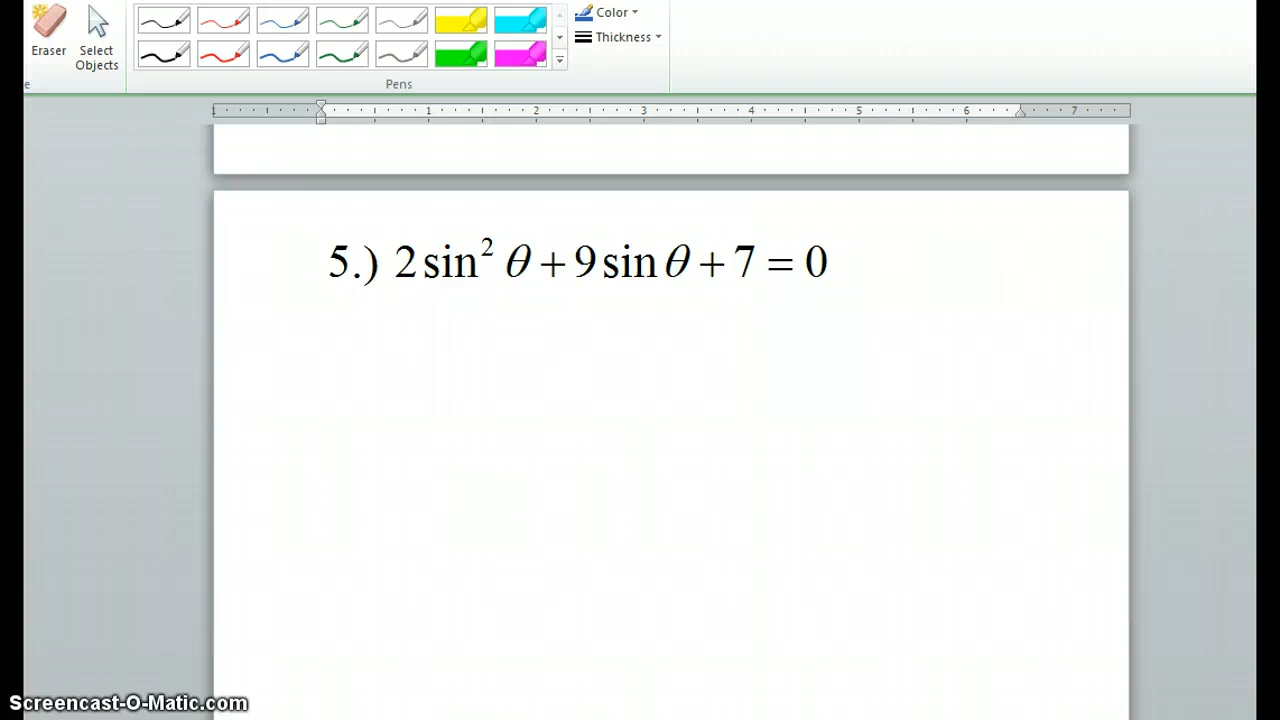 Eraser
Select
Objects
e
Color
Thickness
Pens
1 1 2 3 4 5 6 7
5.) 2 sin² θ + 9 sin θ + 7 = 0
Screencast-O-Matic.com